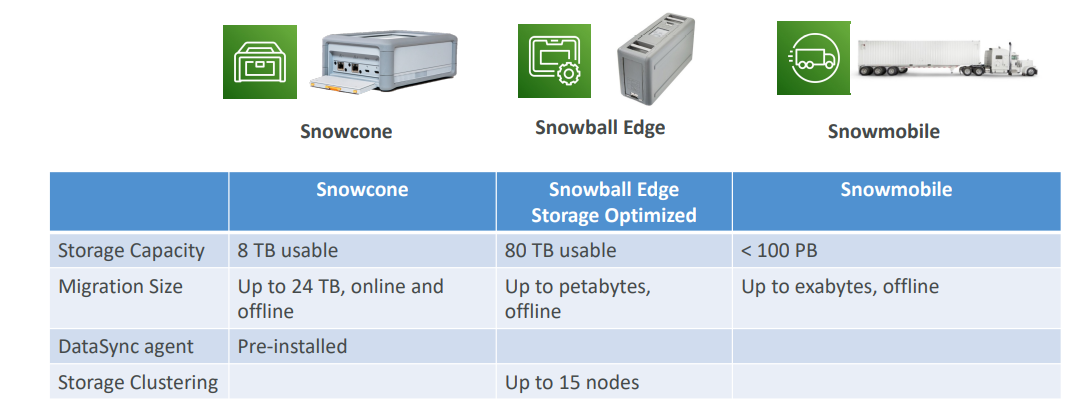 Snowcone
Snowball Edge
Snowmobile
Snowcone
Snowball Edge
Storage Optimized
Snowmobile
Storage Capacity
8 TB usable
80 TB usable
< 100 PB
Migration Size
Up to 24 TB, online and
offline
Up to petabytes,
offline
Up to exabytes, offline
DataSync agent
Pre-installed
Storage Clustering
Up to 15 nodes